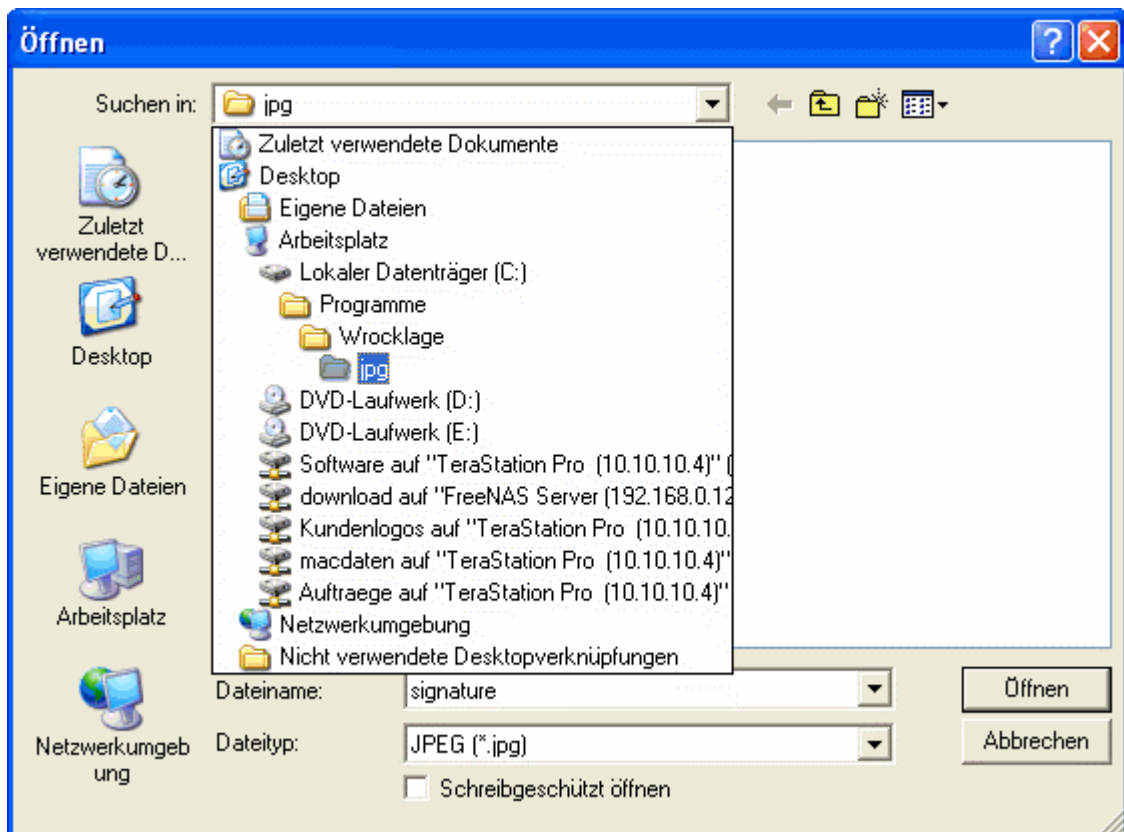 Öffnen
Suchen in:
jpg
Zuletzt verwendete Dokumente
Desktop
Eigene Dateien
Arbeitsplatz
Lokaler Datenträger (C:)
Programme
Wrocklage
jpg
DVD-Laufwerk (D:)
DVD-Laufwerk (E:)
Software auf "TeraStation Pro (10.10.10.4)" (
download auf "FreeNAS Server (192.168.0.12
Kundenlogos auf "TeraStation Pro (10.10.10.
macdaten auf "TeraStation Pro (10.10.10.4)"
Auftraege auf "TeraStation Pro (10.10.10.4)"
Netzwerkumgebung
Nicht verwendete Desktopverknüpfungen
Zuletzt
verwendete D...
Desktop
Eigene Dateien
Arbeitsplatz
Netzwerkumgeb
ung
Dateiname:
signature
Öffnen
Dateityp:
JPEG (*.jpg)
Abbrechen
Schreibgeschützt öffnen